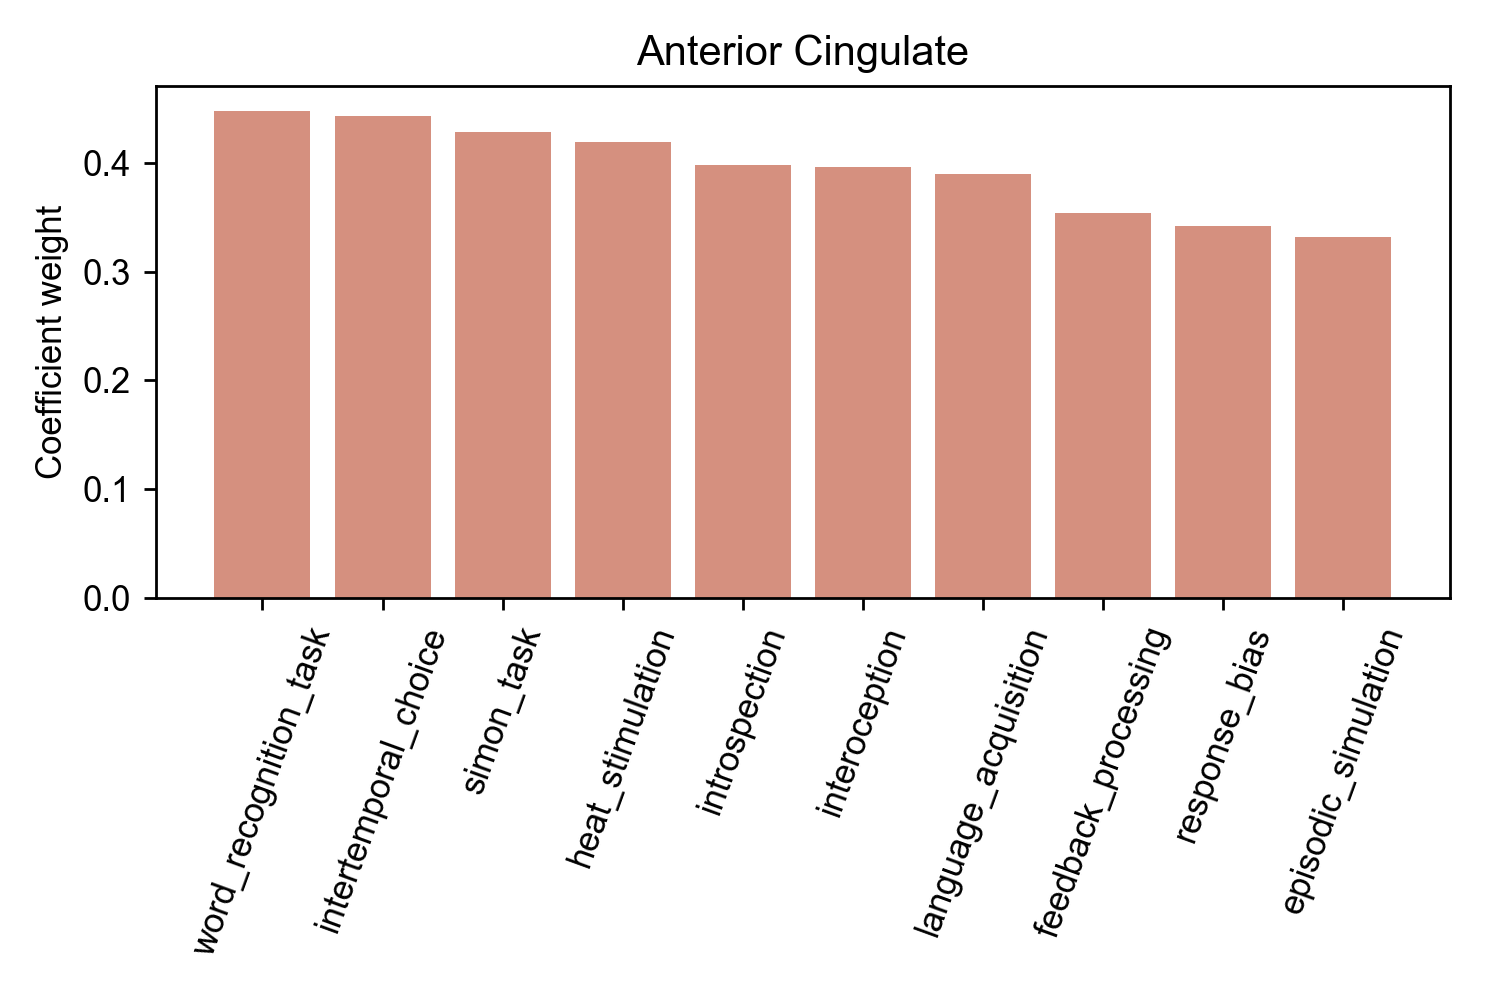 Anterior Cingulate
Coefficient weight
0.4
0.3
0.2
0.1
0.0
word_recognition_task
intertemporal_choice
simon_task
heat_stimulation
introspection
interoception
language_acquisition
feedback_processing
response_bias
episodic_simulation